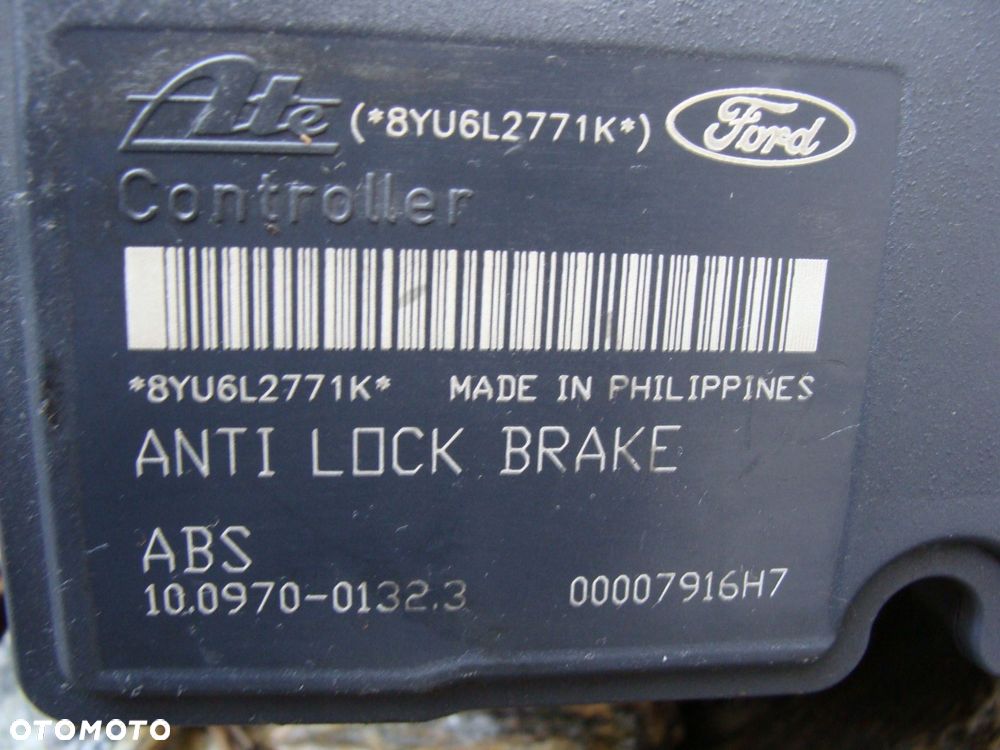 Ate (*8YU6L2771K*) Ford
Controller
*8YU6L2771K* MADE IN PHILIPPINES
ANTI LOCK BRAKE
ABS
10.0970-0132.3 00007916H7
OTOMOTO